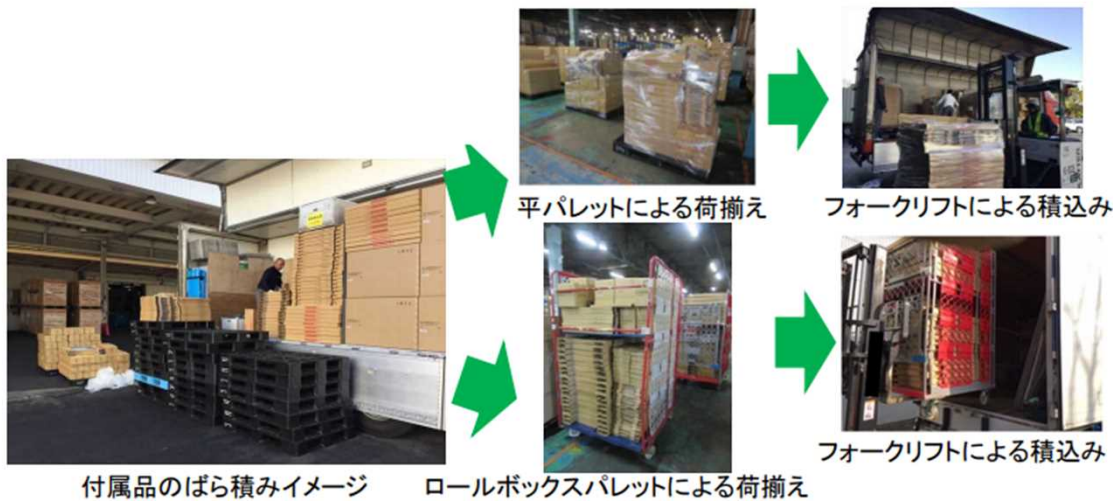 平パレットによる荷揃え
フォークリフトによる積込み
付属品のばら積みイメージ
ロールボックスパレットによる荷揃え
フォークリフトによる積込み